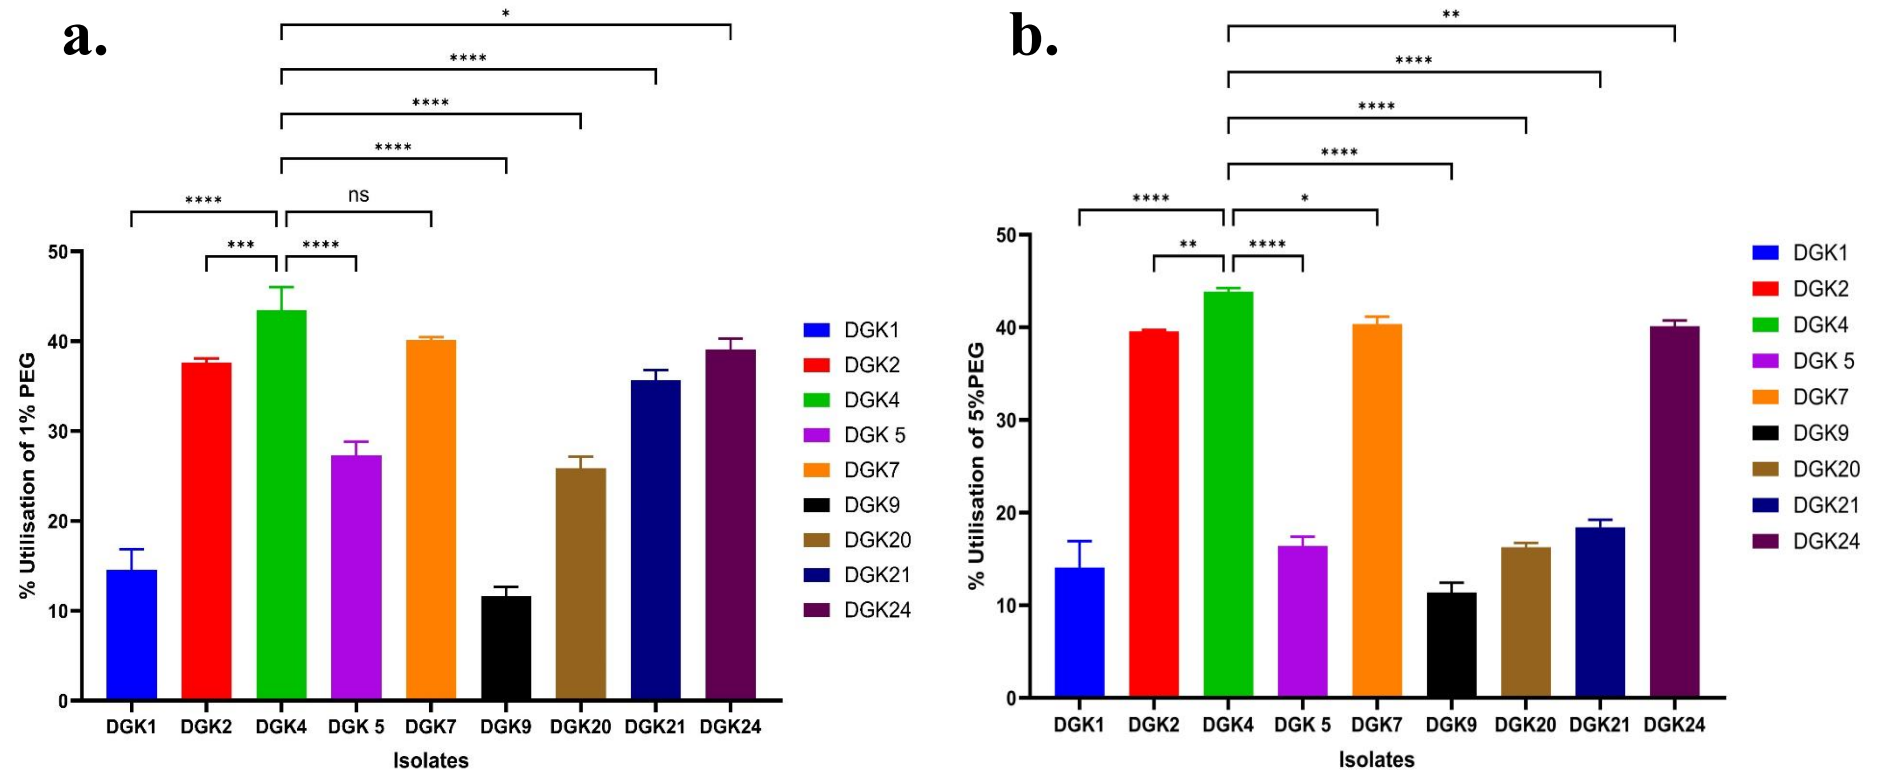 a.
*
****
****
****
****
ns
***
****
50
40
30
20
10
0
% Utilisation of 1% PEG
DGK1
DGK2
DGK4
DGK 5
DGK7
DGK9
DGK20
DGK21
DGK24
Isolates
DGK1
DGK2
DGK4
DGK 5
DGK7
DGK9
DGK20
DGK21
DGK24
b.
**
****
****
****
****
*
**
****
50
40
30
20
10
0
% Utilisation of 5%PEG
DGK1
DGK2
DGK4
DGK 5
DGK7
DGK9
DGK20
DGK21
DGK24
Isolates
DGK1
DGK2
DGK4
DGK 5
DGK7
DGK9
DGK20
DGK21
DGK24